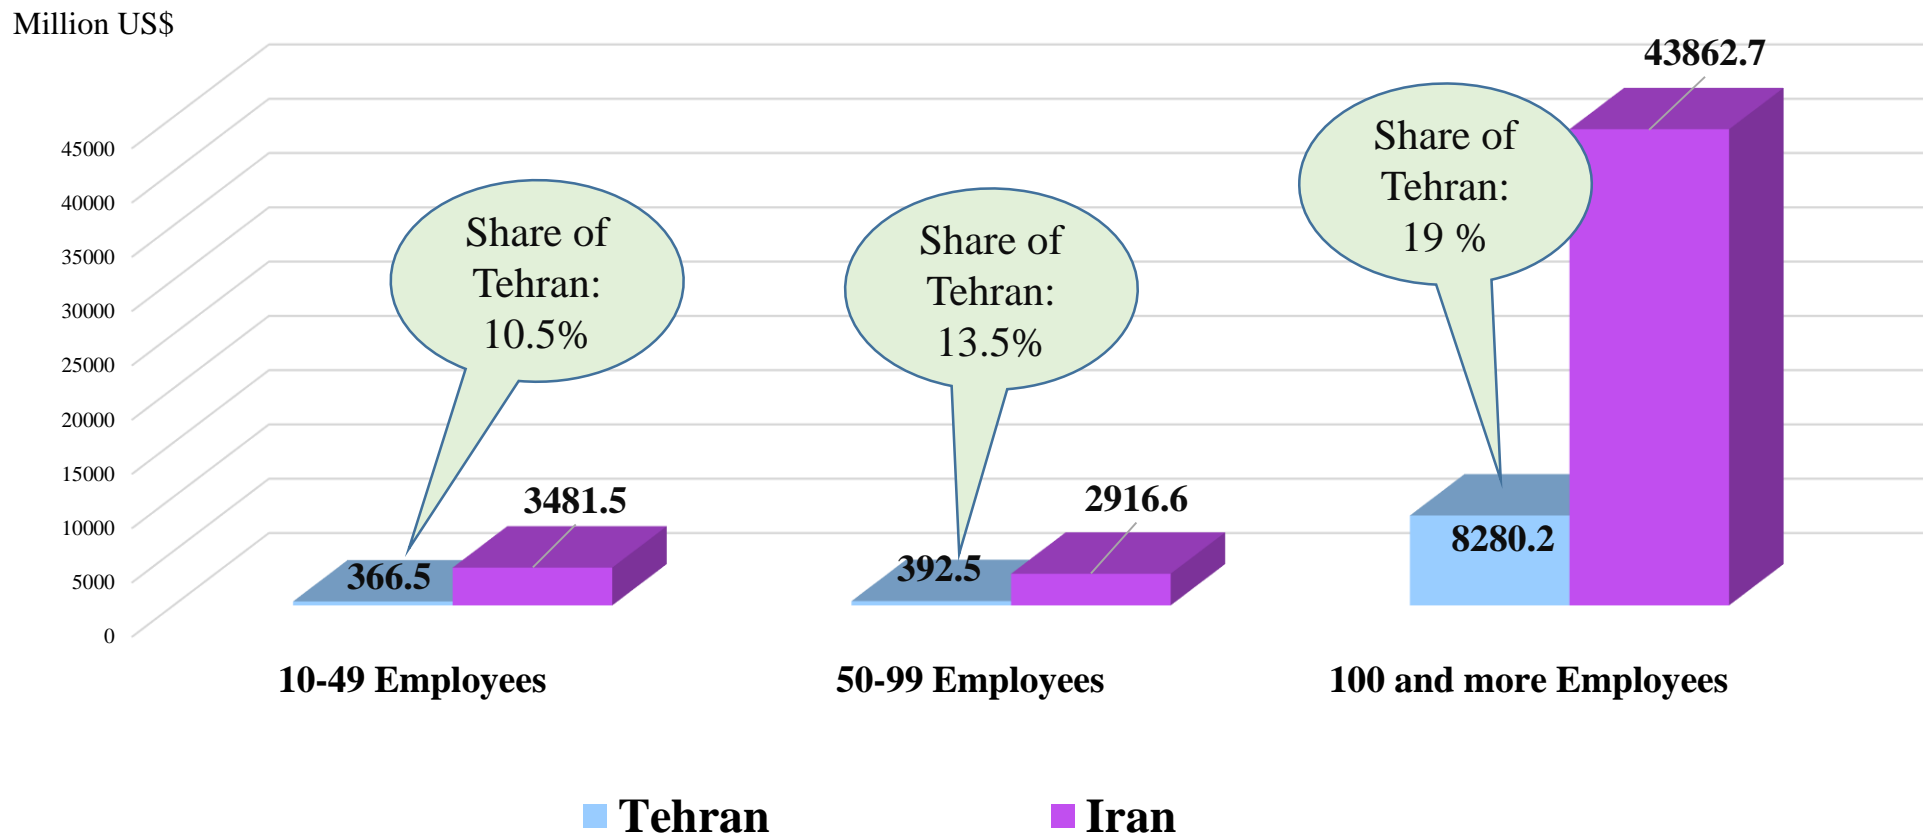 Million US$
43862.7
Share of
Tehran:
19 %
45000
40000
35000
30000
25000
20000
15000
10000
5000
0
Share of
Tehran:
10.5%
Share of
Tehran:
13.5%
3481.5
2916.6
8280.2
366.5
392.5
10-49 Employees
50-99 Employees
100 and more Employees
Tehran
Iran